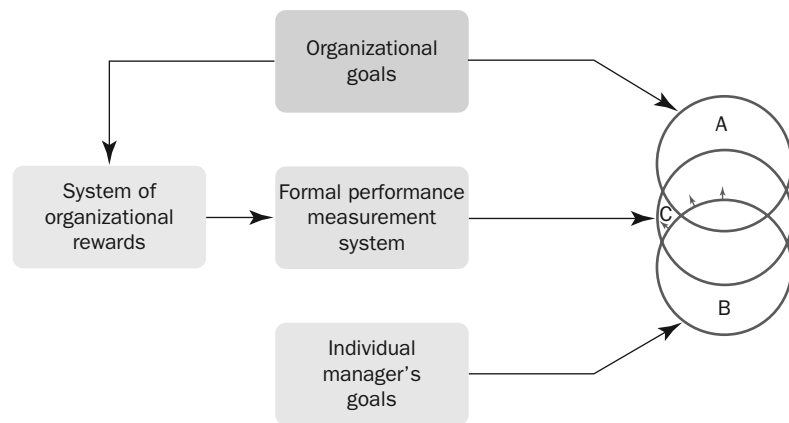 Organizational
goals
A
System of
organizational
rewards
Formal performance
measurement
system
C
B
Individual
manager’s
goals